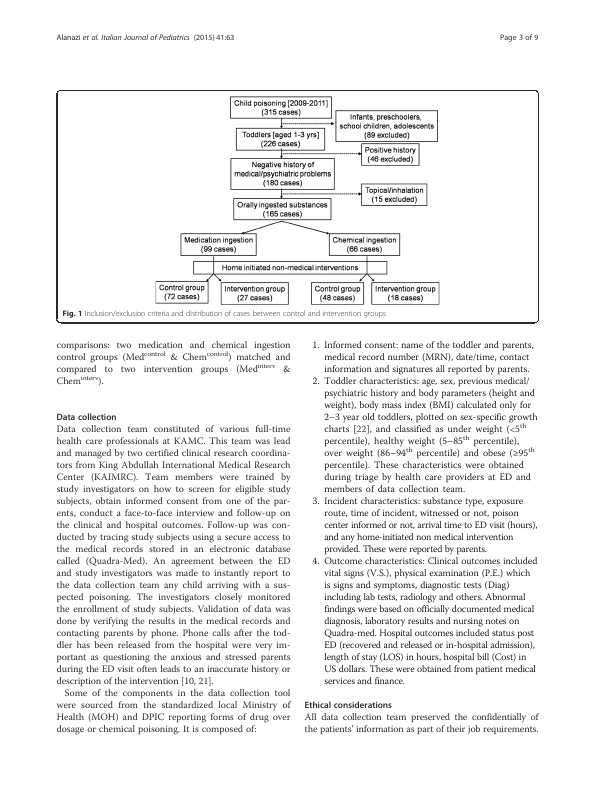 Alanazi et al. Italian Journal of Pediatrics (2015) 41:63
Page 3 of 9
Child poisoning [2009-2011]
(315 cases)
Infants, preschoolers,
school children, adolescents
(89 excluded)
Toddlers [aged 1-3 yrs]
(226 cases)
Positive history
(46 excluded)
Negative history of
medical/psychiatric problems
(180 cases)
Topical/inhalation
(15 excluded)
Orally ingested substances
(165 cases)
Medication ingestion
(99 cases)
Chemical ingestion
(66 cases)
Home initiated non-medical interventions
Control group
(72 cases)
Intervention group
(27 cases)
Control group
(48 cases)
Intervention group
(18 cases)
Fig. 1 Inclusion/exclusion criteria and distribution of cases between control and intervention groups
comparisons: two medication and chemical ingestion
control groups (Medcontrol & Chemcontrol) matched and
compared to two intervention groups (Medinterv &
Cheminterv).
Data collection
Data collection team constituted of various full-time
health care professionals at KAMC. This team was lead
and managed by two certified clinical research coordina-
tors from King Abdullah International Medical Research
Center (KAIMRC). Team members were trained by
study investigators on how to screen for eligible study
subjects, obtain informed consent from one of the par-
ents, conduct a face-to-face interview and follow-up on
the clinical and hospital outcomes. Follow-up was con-
ducted by tracing study subjects using a secure access to
the medical records stored in an electronic database
called (Quadra-Med). An agreement between the ED
and study investigators was made to instantly report to
the data collection team any child arriving with a sus-
pected poisoning. The investigators closely monitored
the enrollment of study subjects. Validation of data was
done by verifying the results in the medical records and
contacting parents by phone. Phone calls after the tod-
dler has been released from the hospital were very im-
portant as questioning the anxious and stressed parents
during the ED visit often leads to an inaccurate history or
description of the intervention [10, 21].
Some of the components in the data collection tool
were sourced from the standardized local Ministry of
Health (MOH) and DPIC reporting forms of drug over
dosage or chemical poisoning. It is composed of:
1. Informed consent: name of the toddler and parents,
medical record number (MRN), date/time, contact
information and signatures all reported by parents.
2. Toddler characteristics: age, sex, previous medical/
psychiatric history and body parameters (height and
weight), body mass index (BMI) calculated only for
2–3 year old toddlers, plotted on sex-specific growth
charts [22], and classified as under weight (<5th
percentile), healthy weight (5–85th percentile),
over weight (86–94th percentile) and obese (≥95th
percentile). These characteristics were obtained
during triage by health care providers at ED and
members of data collection team.
3. Incident characteristics: substance type, exposure
route, time of incident, witnessed or not, poison
center informed or not, arrival time to ED visit (hours),
and any home-initiated non medical intervention
provided. These were reported by parents.
4. Outcome characteristics: Clinical outcomes included
vital signs (V.S.), physical examination (P.E.) which
is signs and symptoms, diagnostic tests (Diag)
including lab tests, radiology and others. Abnormal
findings were based on officially documented medical
diagnosis, laboratory results and nursing notes on
Quadra-med. Hospital outcomes included status post
ED (recovered and released or in-hospital admission),
length of stay (LOS) in hours, hospital bill (Cost) in
US dollars. These were obtained from patient medical
services and finance.
Ethical considerations
All data collection team preserved the confidentially of
the patients' information as part of their job requirements.